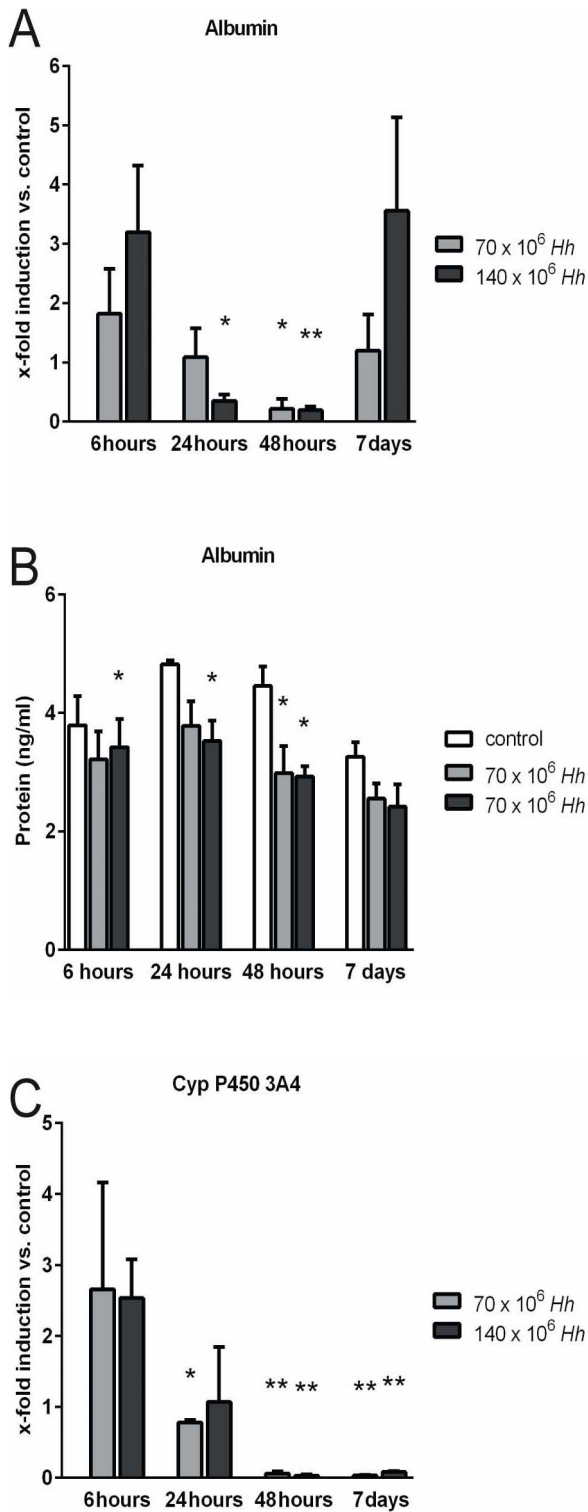 A
Albumin
x-fold induction vs. control
6
5
4
3
2
1
0
* * **
6hours 24hours 48hours 7days
70 x 10⁶ Hh
140 x 10⁶ Hh
B
Albumin
Protein (ng/ml)
6
4
2
0
* * * *
6 hours 24 hours 48 hours 7 days
control
70 x 10⁶ Hh
70 x 10⁶ Hh
C
Cyp P450 3A4
x-fold induction vs. control
5
4
3
2
1
0
* ** ** ** **
6hours 24hours 48hours 7days
70 x 10⁶ Hh
140 x 10⁶ Hh